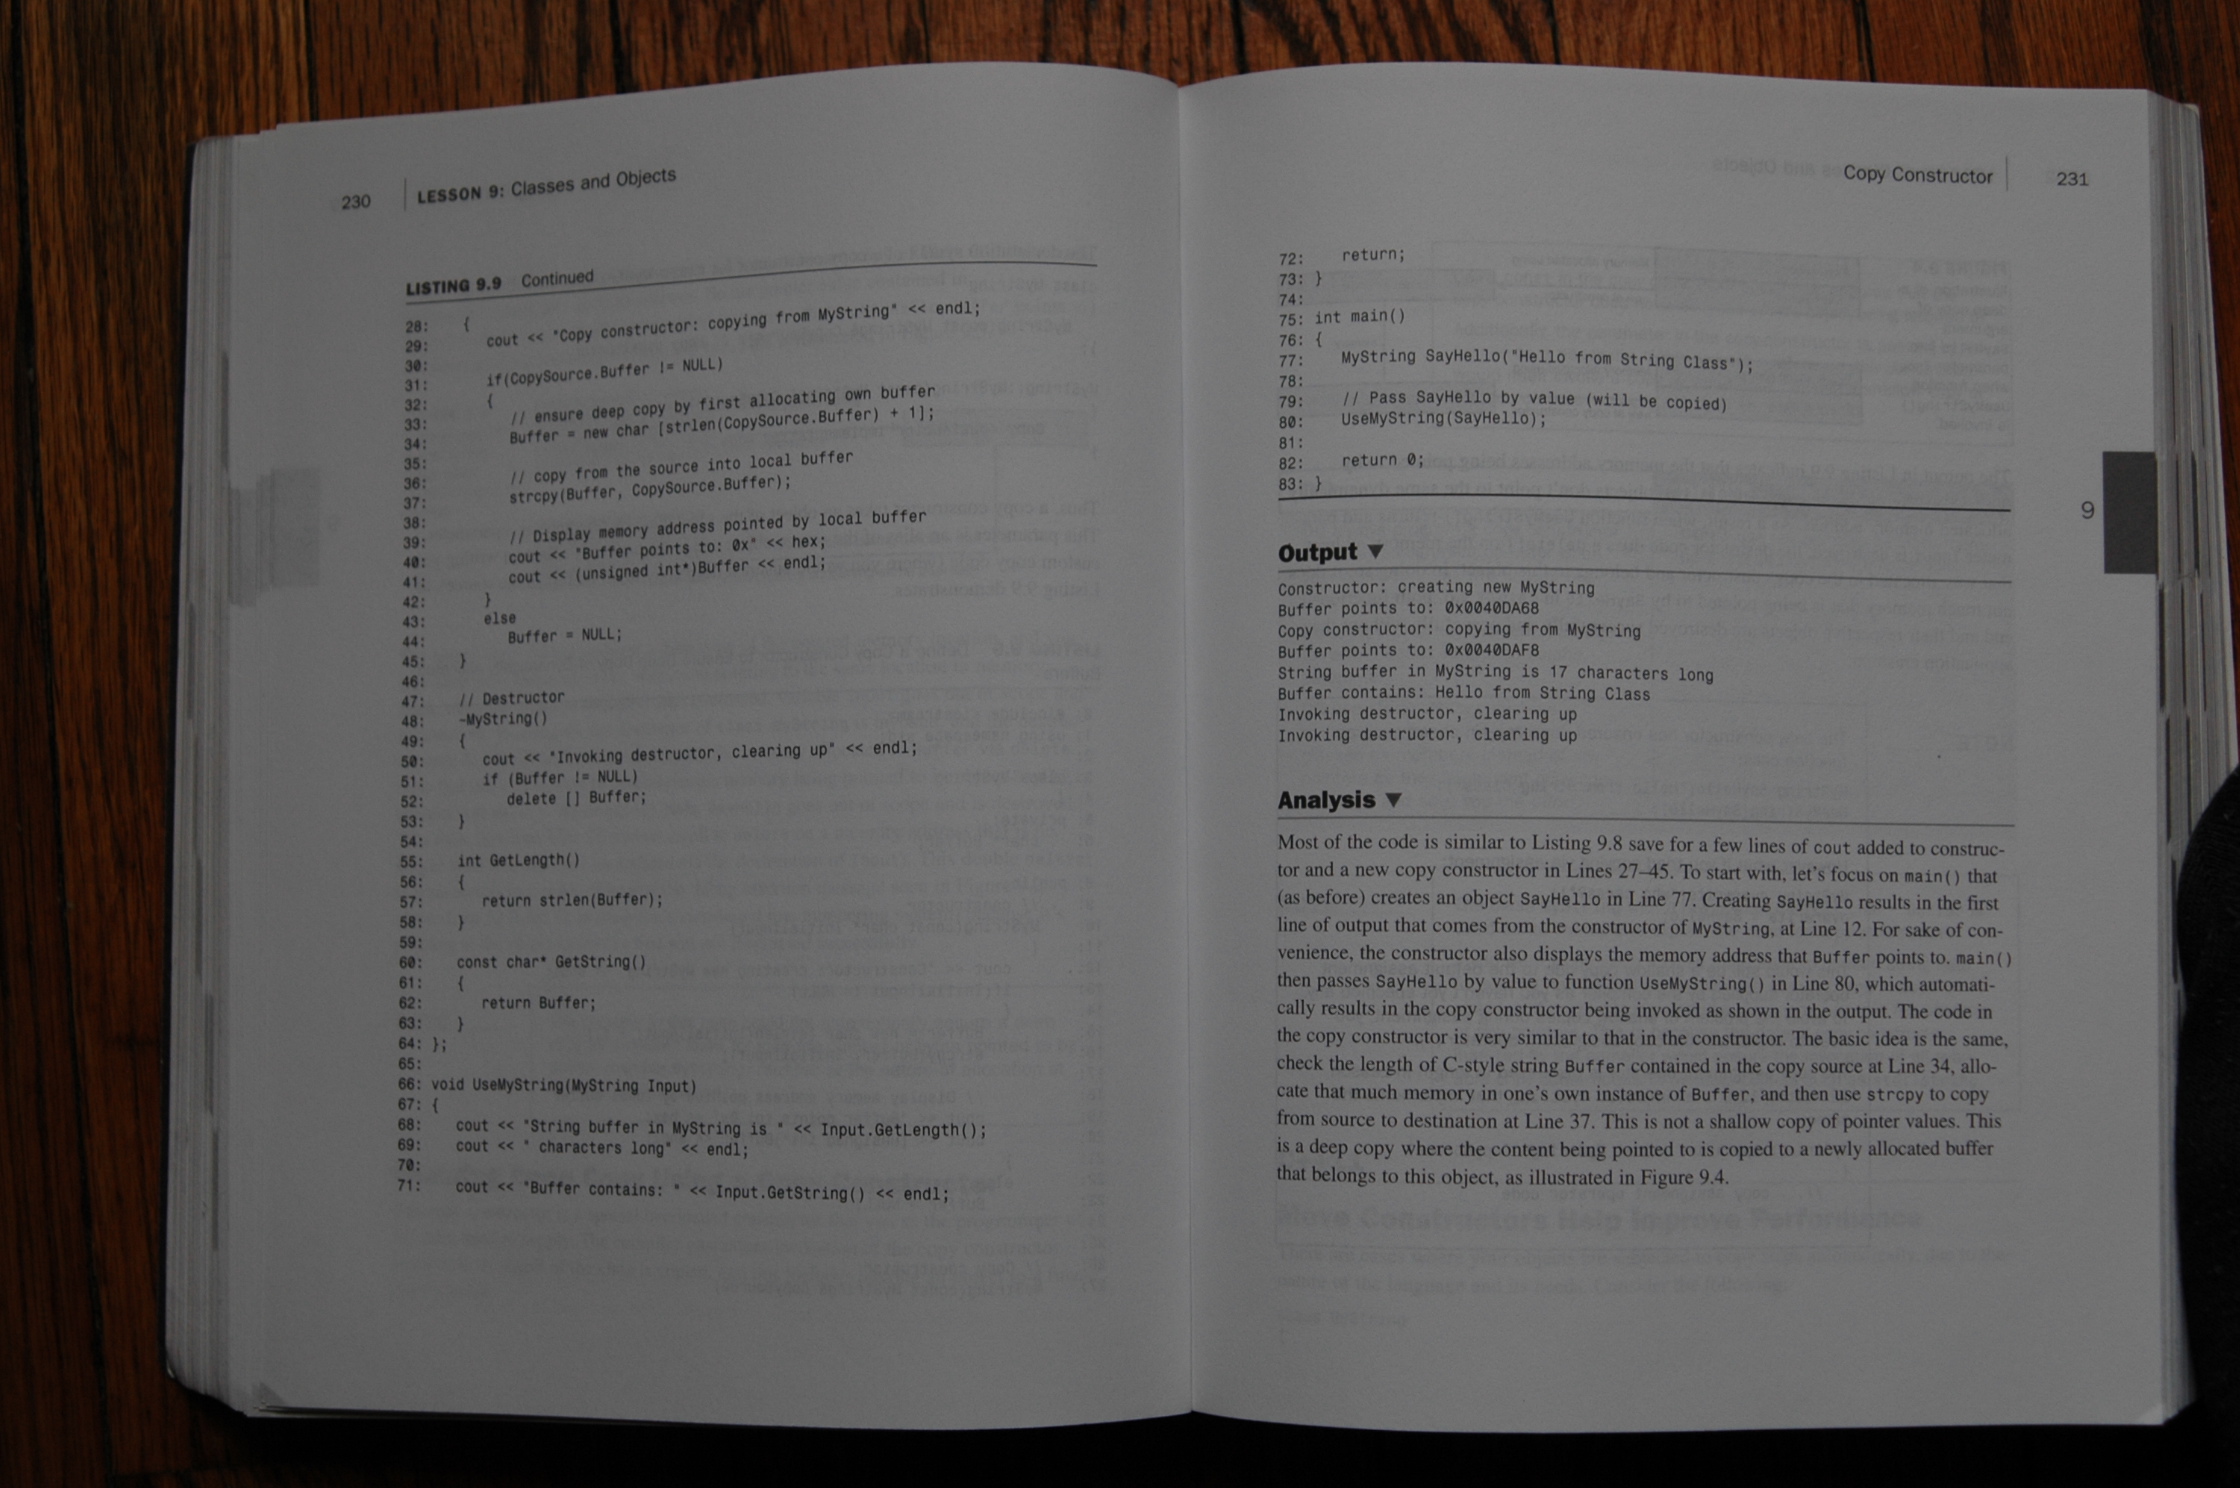 230 LESSON 9: Classes and Objects
LISTING 9.9 Continued
28: {
29: cout << "Copy constructor: copying from MyString" << endl;
30:
31: if(CopySource.Buffer != NULL)
32: {
33: // ensure deep copy by first allocating own buffer
34: Buffer = new char [strlen(CopySource.Buffer) + 1];
35:
36: // copy from the source into local buffer
37: strcpy(Buffer, CopySource.Buffer);
38:
39: // Display memory address pointed by local buffer
40: cout << "Buffer points to: 0x" << hex;
41: cout << (unsigned int*)Buffer << endl;
42: }
43: else
44: Buffer = NULL;
45: }
46:
47: // Destructor
48: ~MyString()
49: {
50: cout << "Invoking destructor, clearing up" << endl;
51: if (Buffer != NULL)
52: delete [] Buffer;
53: }
54:
55: int GetLength()
56: {
57: return strlen(Buffer);
58: }
59:
60: const char* GetString()
61: {
62: return Buffer;
63: }
64: };
65:
66: void UseMyString(MyString Input)
67: {
68: cout << "String buffer in MyString is " << Input.GetLength();
69: cout << " characters long" << endl;
70:
71: cout << "Buffer contains: " << Input.GetString() << endl;
Copy Constructor 231
72: return;
73: }
74:
75: int main()
76: {
77: MyString SayHello("Hello from String Class");
78:
79: // Pass SayHello by value (will be copied)
80: UseMyString(SayHello);
81:
82: return 0;
83: }
9
Output ▼
Constructor: creating new MyString
Buffer points to: 0x0040DA68
Copy constructor: copying from MyString
Buffer points to: 0x0040DAF8
String buffer in MyString is 17 characters long
Buffer contains: Hello from String Class
Invoking destructor, clearing up
Invoking destructor, clearing up
Analysis ▼
Most of the code is similar to Listing 9.8 save for a few lines of cout added to construc-
tor and a new copy constructor in Lines 27–45. To start with, let's focus on main() that
(as before) creates an object SayHello in Line 77. Creating SayHello results in the first
line of output that comes from the constructor of MyString, at Line 12. For sake of con-
venience, the constructor also displays the memory address that Buffer points to. main()
then passes SayHello by value to function UseMyString() in Line 80, which automati-
cally results in the copy constructor being invoked as shown in the output. The code in
the copy constructor is very similar to that in the constructor. The basic idea is the same,
check the length of C-style string Buffer contained in the copy source at Line 34, allo-
cate that much memory in one's own instance of Buffer, and then use strcpy to copy
from source to destination at Line 37. This is not a shallow copy of pointer values. This
is a deep copy where the content being pointed to is copied to a newly allocated buffer
that belongs to this object, as illustrated in Figure 9.4.